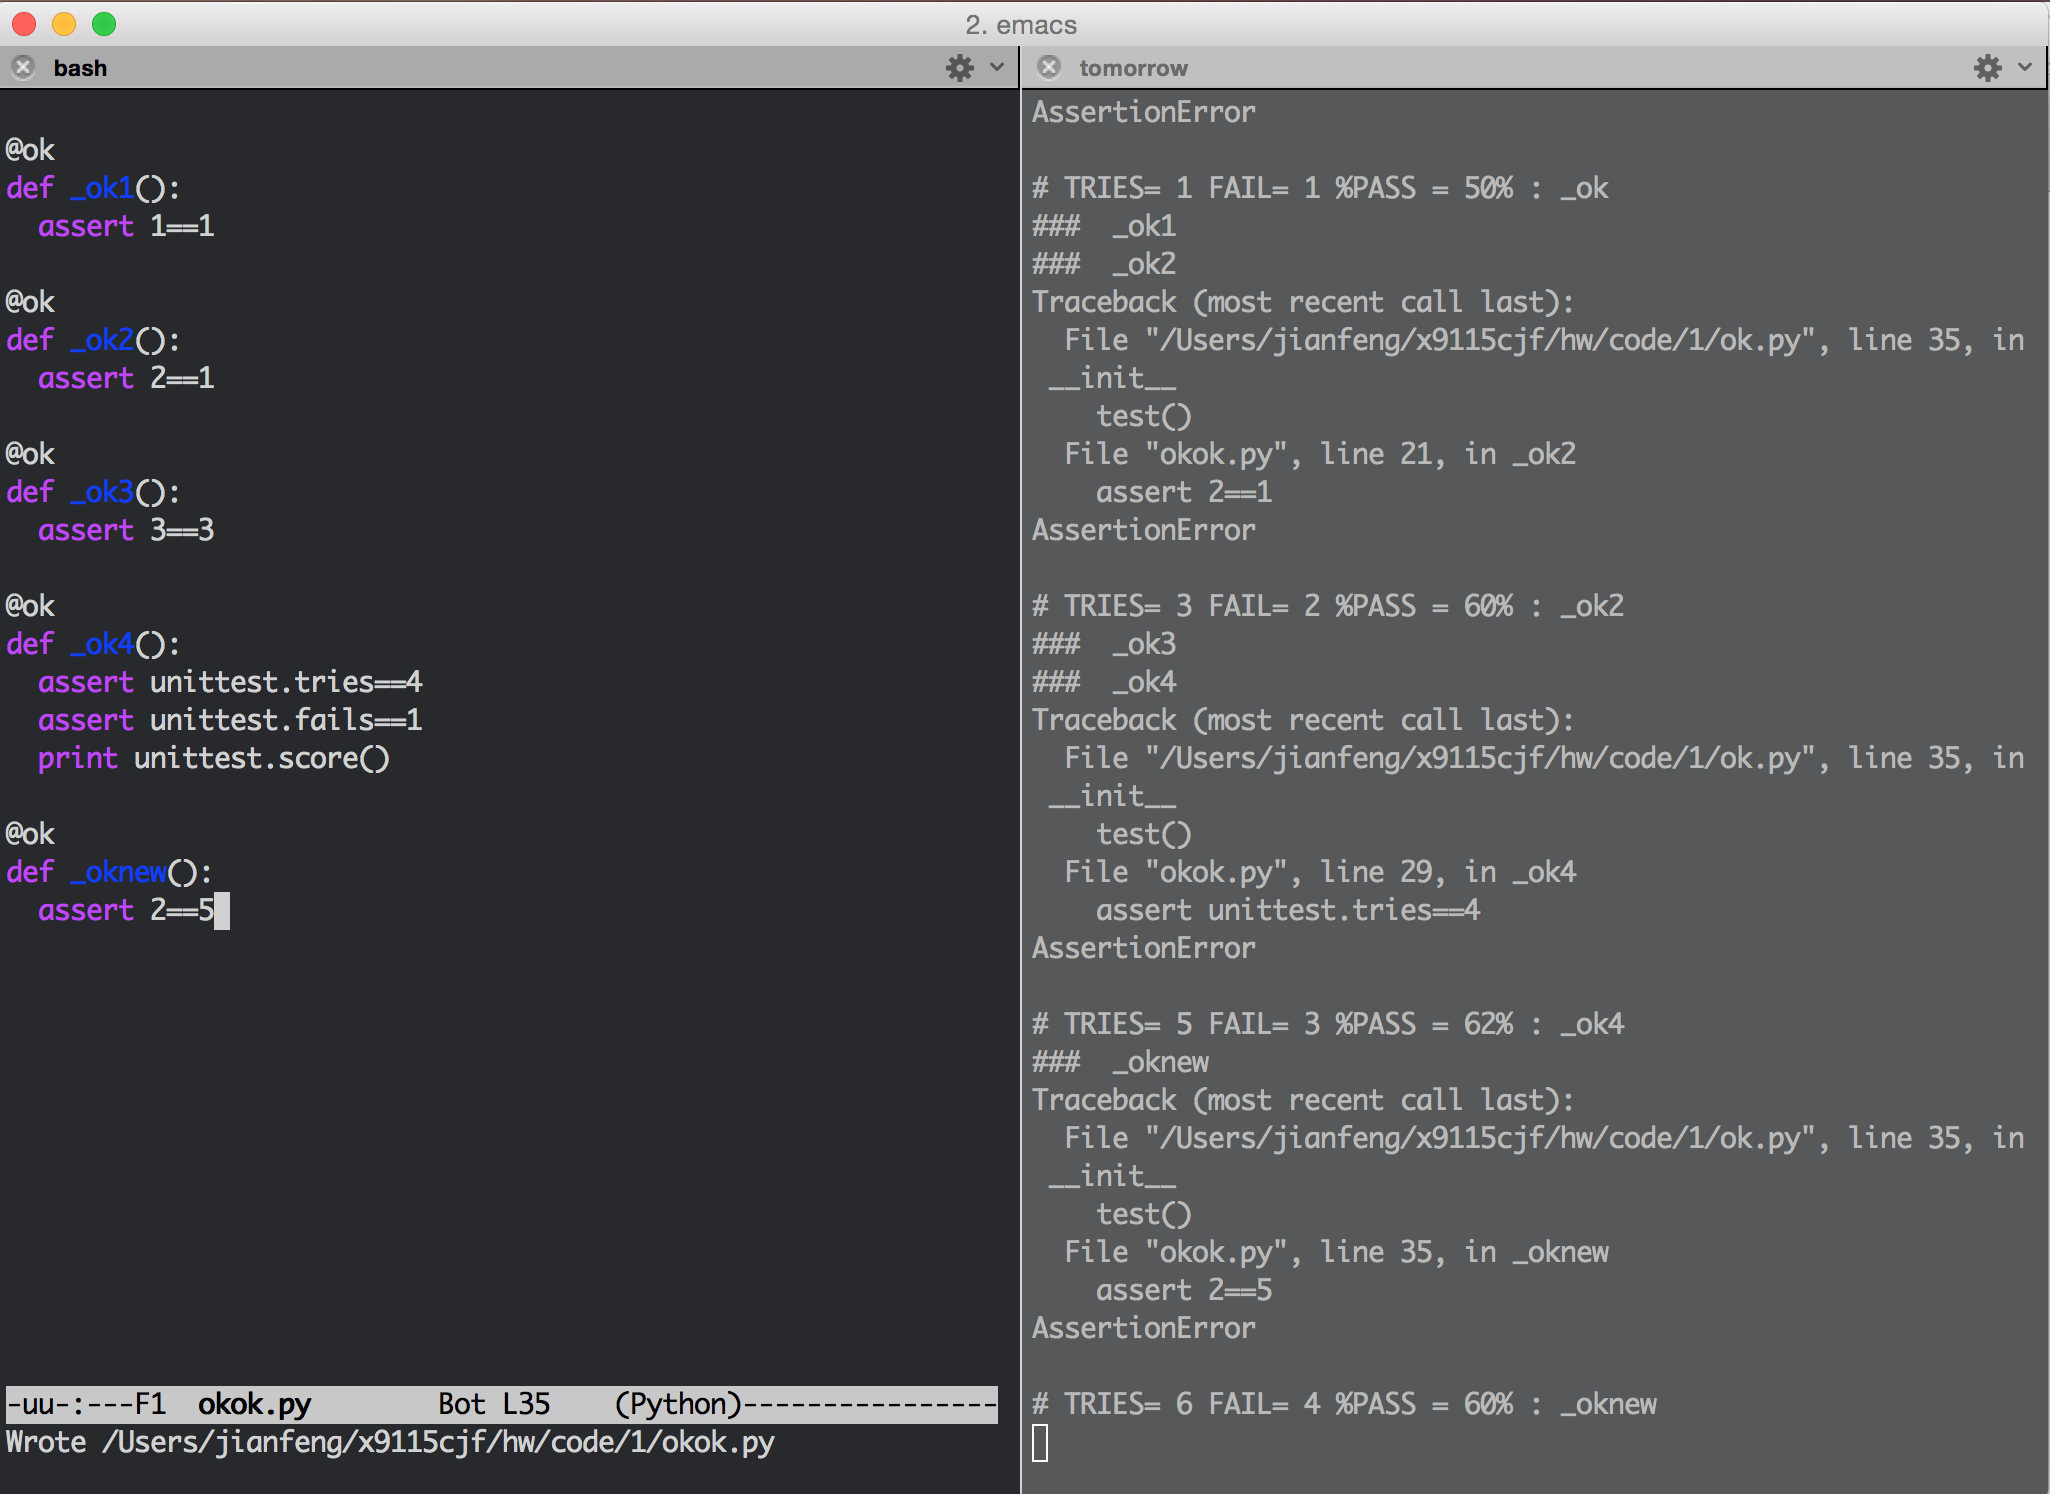 2. emacs
bash
@ok
def _ok1():
  assert 1==1
@ok
def _ok2():
  assert 2==1
@ok
def _ok3():
  assert 3==3
@ok
def _ok4():
  assert unittest.tries==4
  assert unittest.fails==1
  print unittest.score()
@ok
def _oknew():
  assert 2==5
-uu-:---F1  okok.py        Bot L35    (Python)----------------
Wrote /Users/jianfeng/x9115cjf/hw/code/1/okok.py
tomorrow
AssertionError
# TRIES= 1 FAIL= 1 %PASS = 50% : _ok
###  _ok1
###  _ok2
Traceback (most recent call last):
  File "/Users/jianfeng/x9115cjf/hw/code/1/ok.py", line 35, in
 __init__
    test()
  File "okok.py", line 21, in _ok2
    assert 2==1
AssertionError
# TRIES= 3 FAIL= 2 %PASS = 60% : _ok2
###  _ok3
###  _ok4
Traceback (most recent call last):
  File "/Users/jianfeng/x9115cjf/hw/code/1/ok.py", line 35, in
 __init__
    test()
  File "okok.py", line 29, in _ok4
    assert unittest.tries==4
AssertionError
# TRIES= 5 FAIL= 3 %PASS = 62% : _ok4
###  _oknew
Traceback (most recent call last):
  File "/Users/jianfeng/x9115cjf/hw/code/1/ok.py", line 35, in
 __init__
    test()
  File "okok.py", line 35, in _oknew
    assert 2==5
AssertionError
# TRIES= 6 FAIL= 4 %PASS = 60% : _oknew